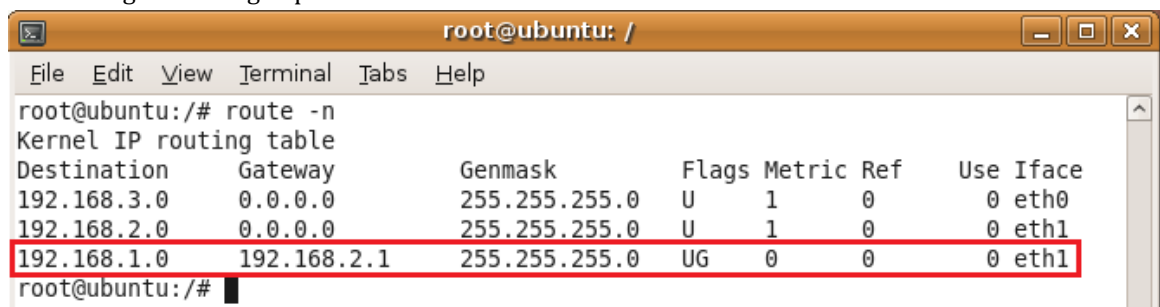 root@ubuntu: /
File Edit View Terminal Tabs Help
root@ubuntu:/# route -n
Kernel IP routing table
Destination Gateway Genmask Flags Metric Ref Use Iface
192.168.3.0 0.0.0.0 255.255.255.0 U 1 0 0 eth0
192.168.2.0 0.0.0.0 255.255.255.0 U 1 0 0 eth1
192.168.1.0 192.168.2.1 255.255.255.0 UG 0 0 0 eth1
root@ubuntu:/#